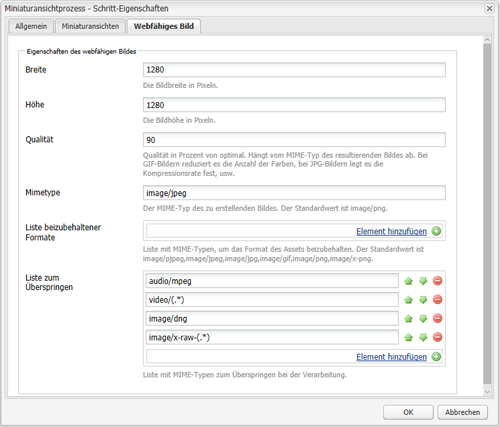 Miniaturansichtprozess - Schritt-Eigenschaften
Allgemein Miniaturansichten Webfähiges Bild
Eigenschaften des webfähigen Bildes
Breite 1280
Die Bildbreite in Pixeln.
Höhe 1280
Die Bildhöhe in Pixeln.
Qualität 90
Qualität in Prozent von optimal. Hängt vom MIME-Typ des resultierenden Bildes ab. Bei
GIF-Bildern reduziert es die Anzahl der Farben, bei JPG-Bildern legt es die
Kompressionsrate fest, usw.
Mimetype image/jpeg
Der MIME-Typ des zu erstellenden Bildes. Der Standardwert ist image/png.
Liste beizubehaltener
Formate
Element hinzufügen
Liste mit MIME-Typen, um das Format des Assets beizubehalten. Der Standardwert ist
image/pjpeg,image/jpeg,image/jpg,image/gif,image/png,image/x-png.
Liste zum
Überspringen
audio/mpeg
video/(.*)
image/dng
image/x-raw-(.*)
Element hinzufügen
Liste mit MIME-Typen zum Überspringen bei der Verarbeitung.
OK Abbrechen